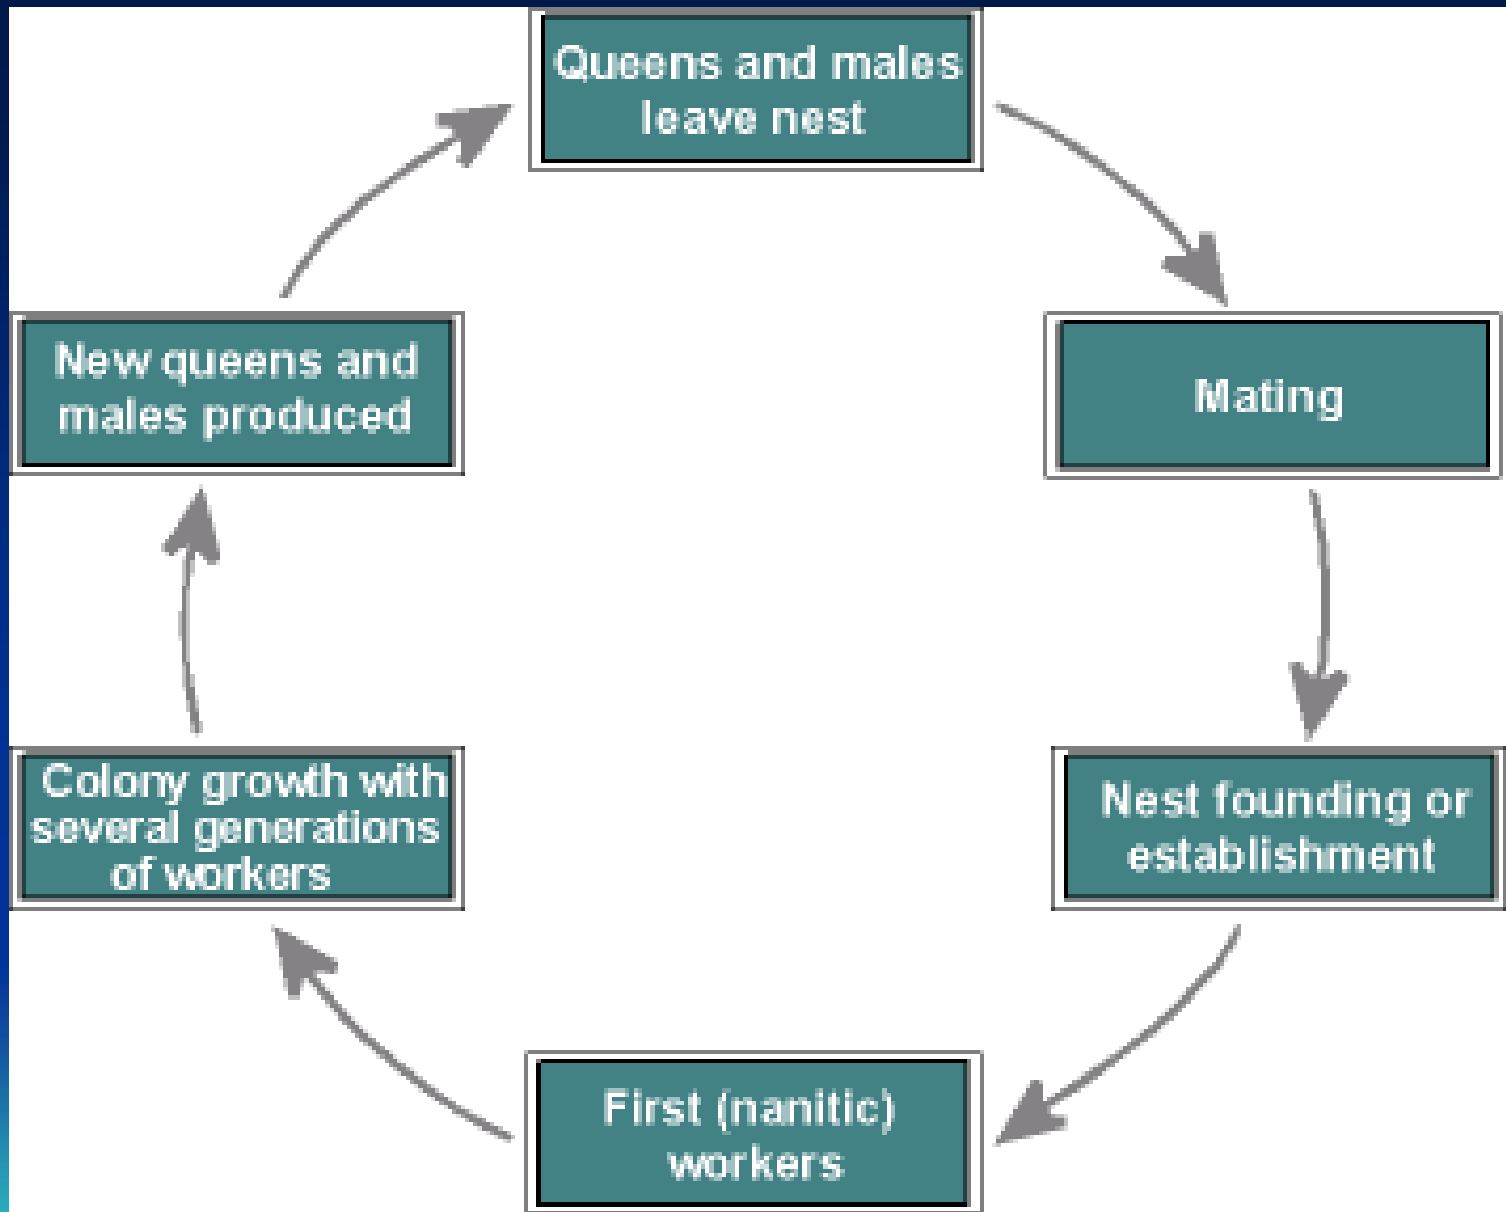 Queens and males
leave nest
Mating
Nest founding or
establishment
First (nanitic)
workers
Colony growth with
several generations
of workers
New queens and
males produced